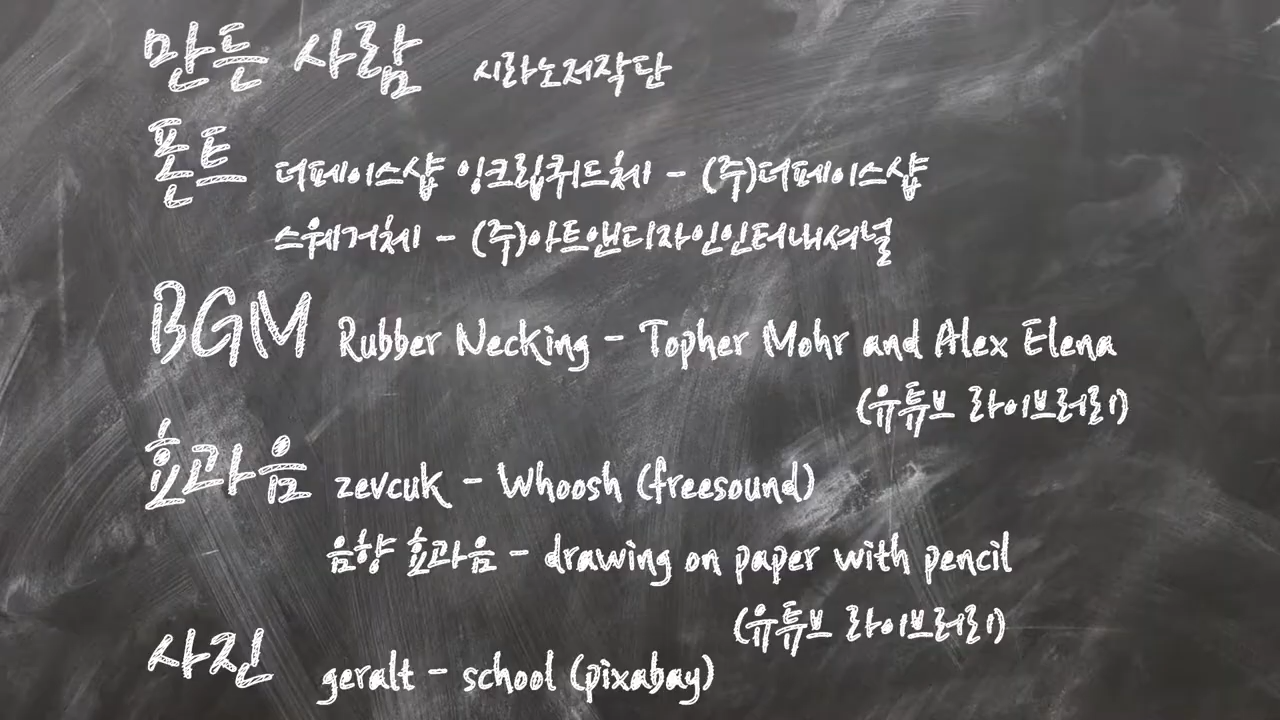 만든 사람 시라노저작단
폰트 더페이스샵 잉크립퀴드체 - (주)더페이스샵
스웨거체 - (주)아트앤디자인인터내셔널
BGM Rubber Necking - Topher Mohr and Alex Elena
(유튜브 라이브러리)
효과음 zevcuk - Whoosh (freesound)
음향 효과음 - drawing on paper with pencil
(유튜브 라이브러리)
사진 geralt - school (pixabay)